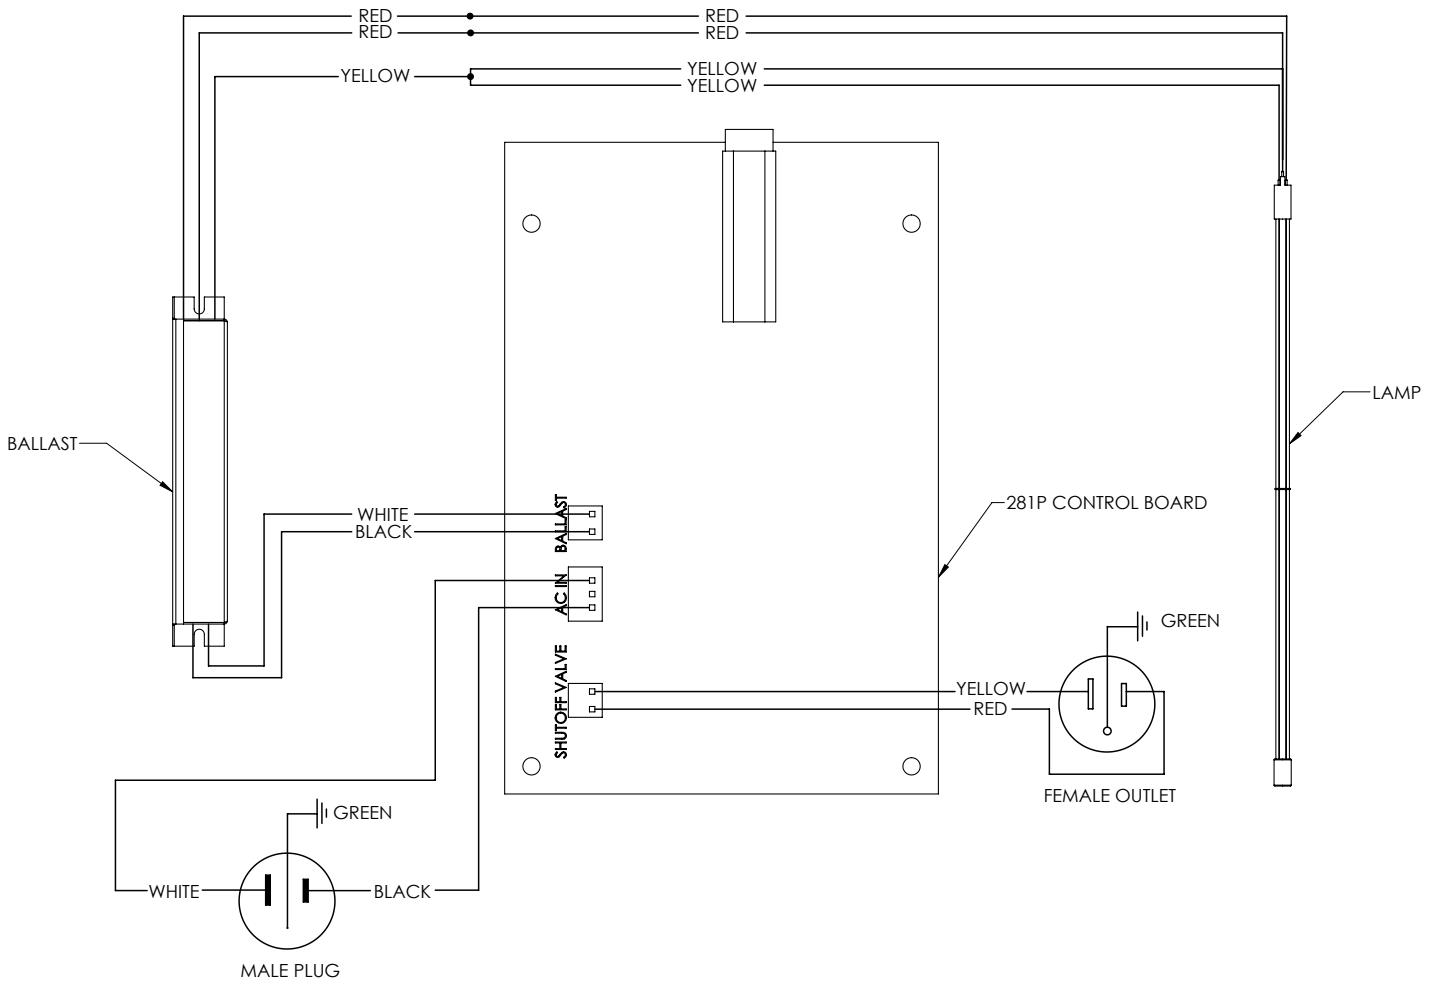 RED
RED
RED
RED
YELLOW
YELLOW
YELLOW
LAMP
BALLAST
WHITE
BLACK
BALLAST
281P CONTROL BOARD
AC IN
GREEN
SHUTOFF VALVE
YELLOW
RED
FEMALE OUTLET
GREEN
WHITE
BLACK
MALE PLUG